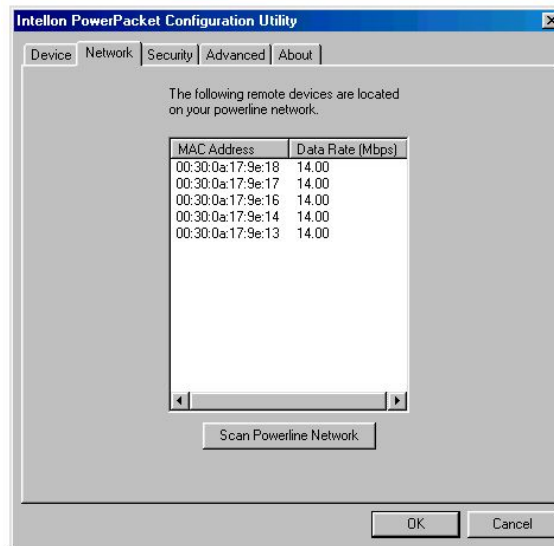 Intellon PowerPacket Configuration Utility
Device Network Security Advanced About
The following remote devices are located
on your powerline network.
MAC Address Data Rate (Mbps)
00:30:0a:17:9e:18 14.00
00:30:0a:17:9e:17 14.00
00:30:0a:17:9e:16 14.00
00:30:0a:17:9e:14 14.00
00:30:0a:17:9e:13 14.00
Scan Powerline Network
OK Cancel